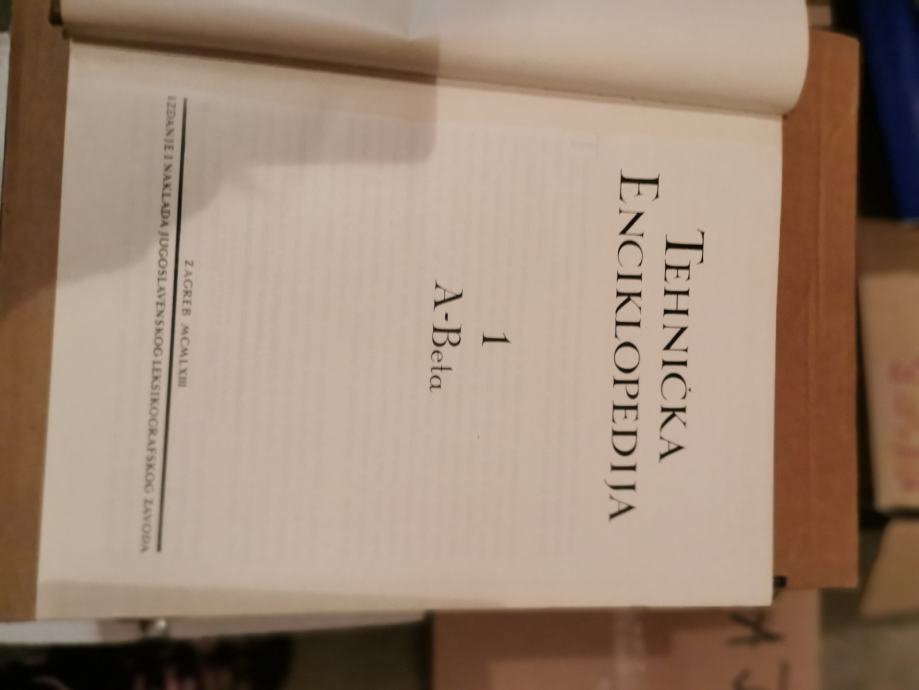 TEHNIČKA
ENCIKLOPEDIJA
1
A-Beta
ZAGREB MCMLXIII
IZDANJE I NAKLADA JUGOSLAVENSKOG LEKSIKOGRAFSKOG ZAVODA